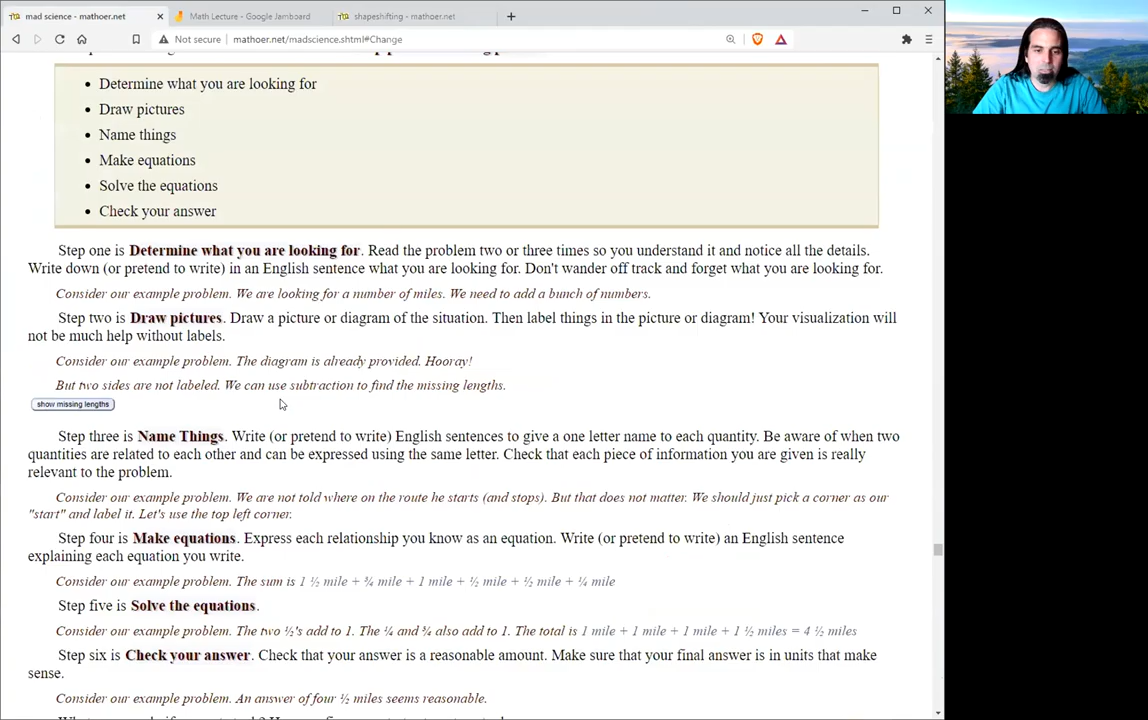 mad science - mathoer.net
Math Lecture - Google Jamboard
shapeshifting - mathoer.net
Not secure mathoer.net/madscience.shtml#Change
Determine what you are looking for
Draw pictures
Name things
Make equations
Solve the equations
Check your answer
Step one is Determine what you are looking for. Read the problem two or three times so you understand it and notice all the details.
Write down (or pretend to write) in an English sentence what you are looking for. Don't wander off track and forget what you are looking for.
Consider our example problem. We are looking for a number of miles. We need to add a bunch of numbers.
Step two is Draw pictures. Draw a picture or diagram of the situation. Then label things in the picture or diagram! Your visualization will
not be much help without labels.
Consider our example problem. The diagram is already provided. Hooray!
But two sides are not labeled. We can use subtraction to find the missing lengths.
show missing lengths
Step three is Name Things. Write (or pretend to write) English sentences to give a one letter name to each quantity. Be aware of when two
quantities are related to each other and can be expressed using the same letter. Check that each piece of information you are given is really
relevant to the problem.
Consider our example problem. We are not told where on the route he starts (and stops). But that does not matter. We should just pick a corner as our
"start" and label it. Let's use the top left corner.
Step four is Make equations. Express each relationship you know as an equation. Write (or pretend to write) an English sentence
explaining each equation you write.
Consider our example problem. The sum is 1 ½ mile + ¾ mile + 1 mile + ½ mile + ½ mile + ¼ mile
Step five is Solve the equations.
Consider our example problem. The two ½'s add to 1. The ¼ and ¾ also add to 1. The total is 1 mile + 1 mile + 1 mile + 1 ½ miles = 4 ½ miles
Step six is Check your answer. Check that your answer is a reasonable amount. Make sure that your final answer is in units that make
sense.
Consider our example problem. An answer of four ½ miles seems reasonable.